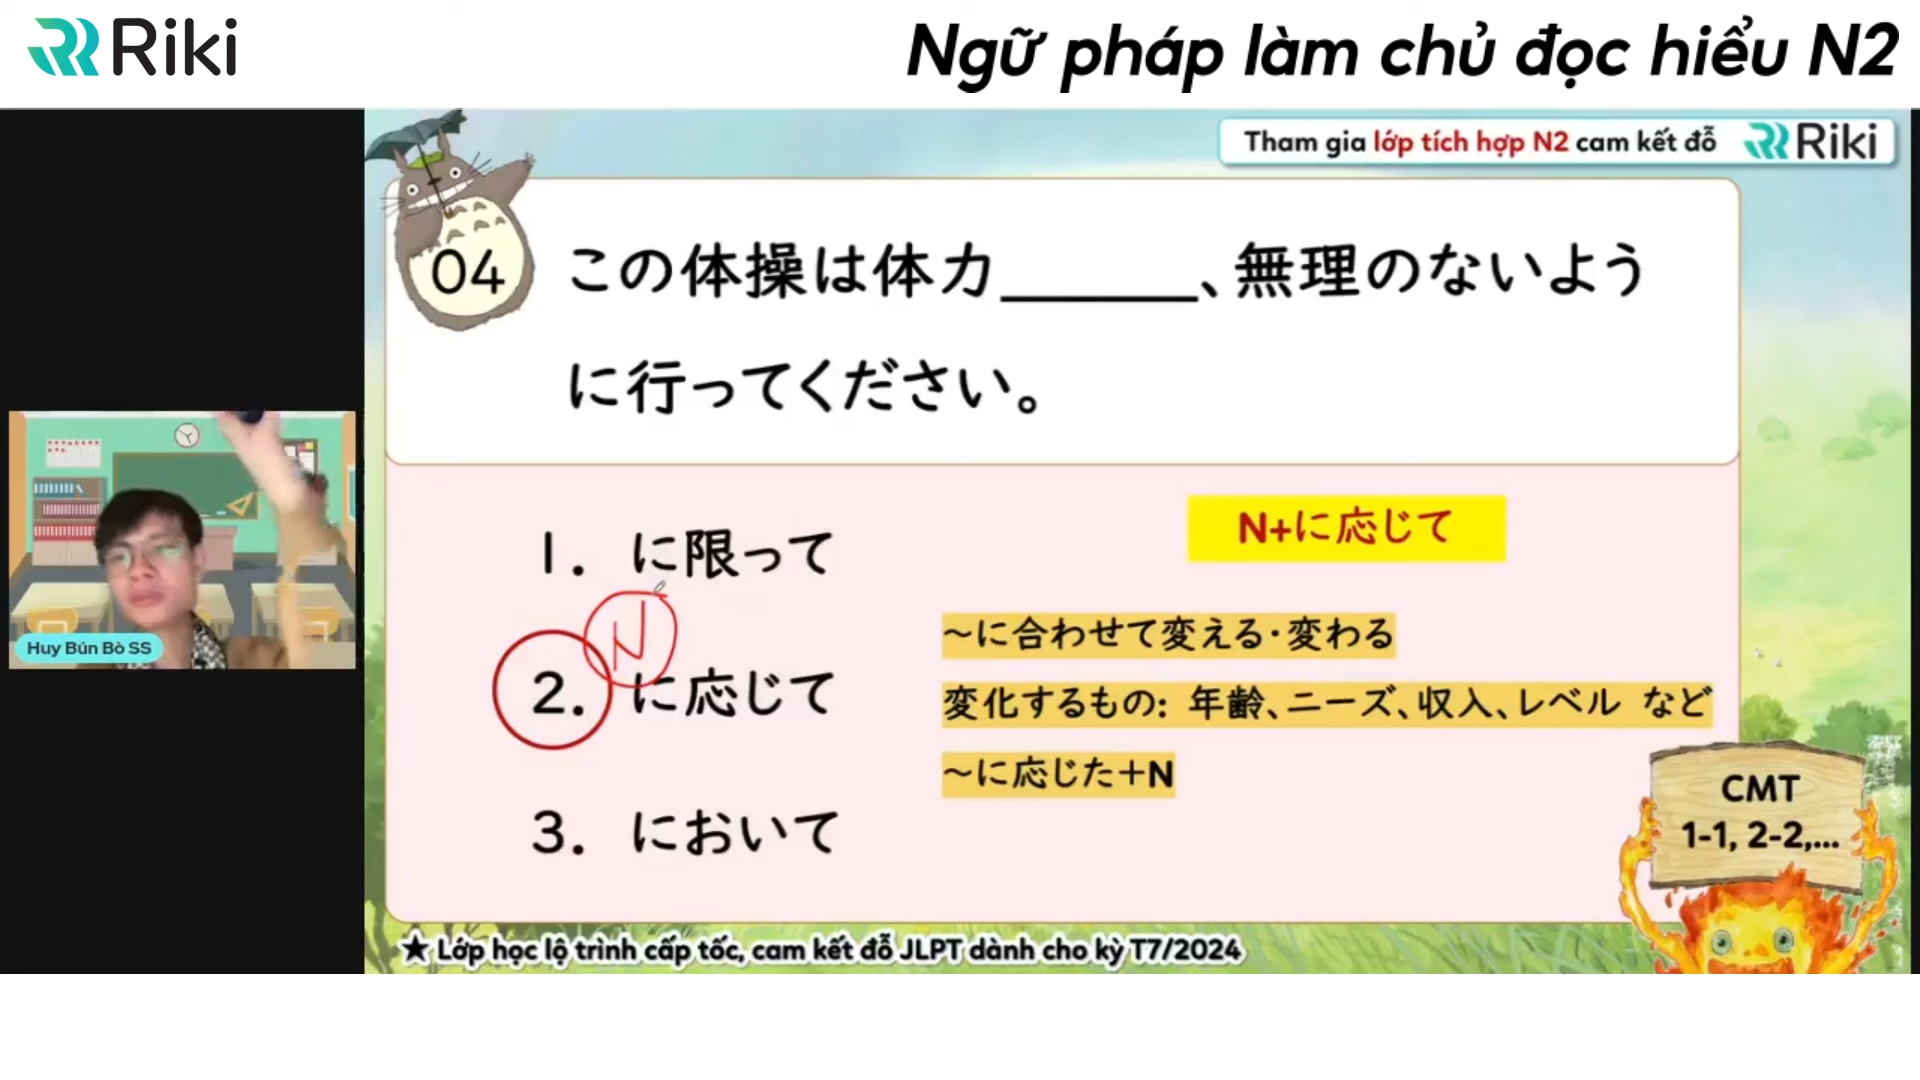 Riki
Ngữ pháp làm chủ đọc hiểu N2
Tham gia lớp tích hợp N2 cam kết đỗ Riki
04
この体操は体力______、無理のないよう
に行ってください。
1. に限って
N+に応じて
N
2. に応じて
3. において
～に合わせて変える・変わる
変化するもの: 年齢、ニーズ、収入、レベル など
～に応じた＋N
Huy Bún Bò SS
CMT
1-1, 2-2,...
★ Lớp học lộ trình cấp tốc, cam kết đỗ JLPT dành cho kỳ T7/2024